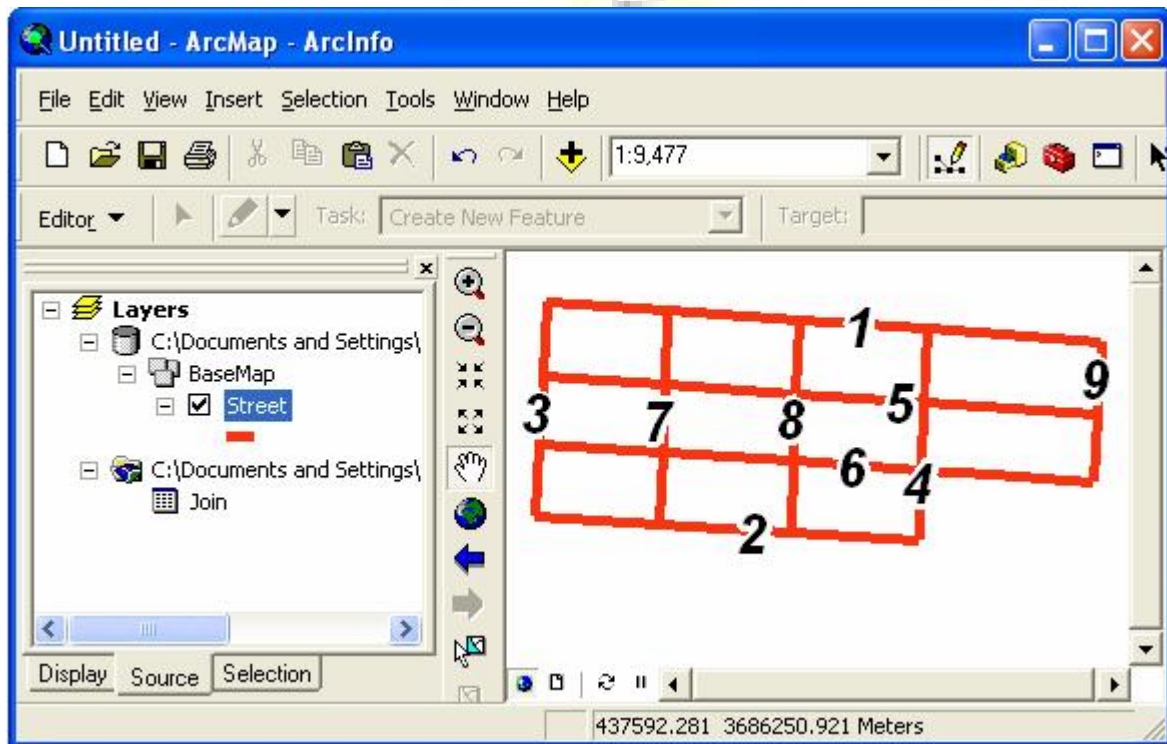 Untitled - ArcMap - ArcInfo
File Edit View Insert Selection Tools Window Help
1:9,477
Editor Task: Create New Feature Target:
Layers
C:\Documents and Settings\
BaseMap
Street
C:\Documents and Settings\
Join
1
9
3 7 8 5
6 4
2
Display Source Selection
437592.281 3686250.921 Meters